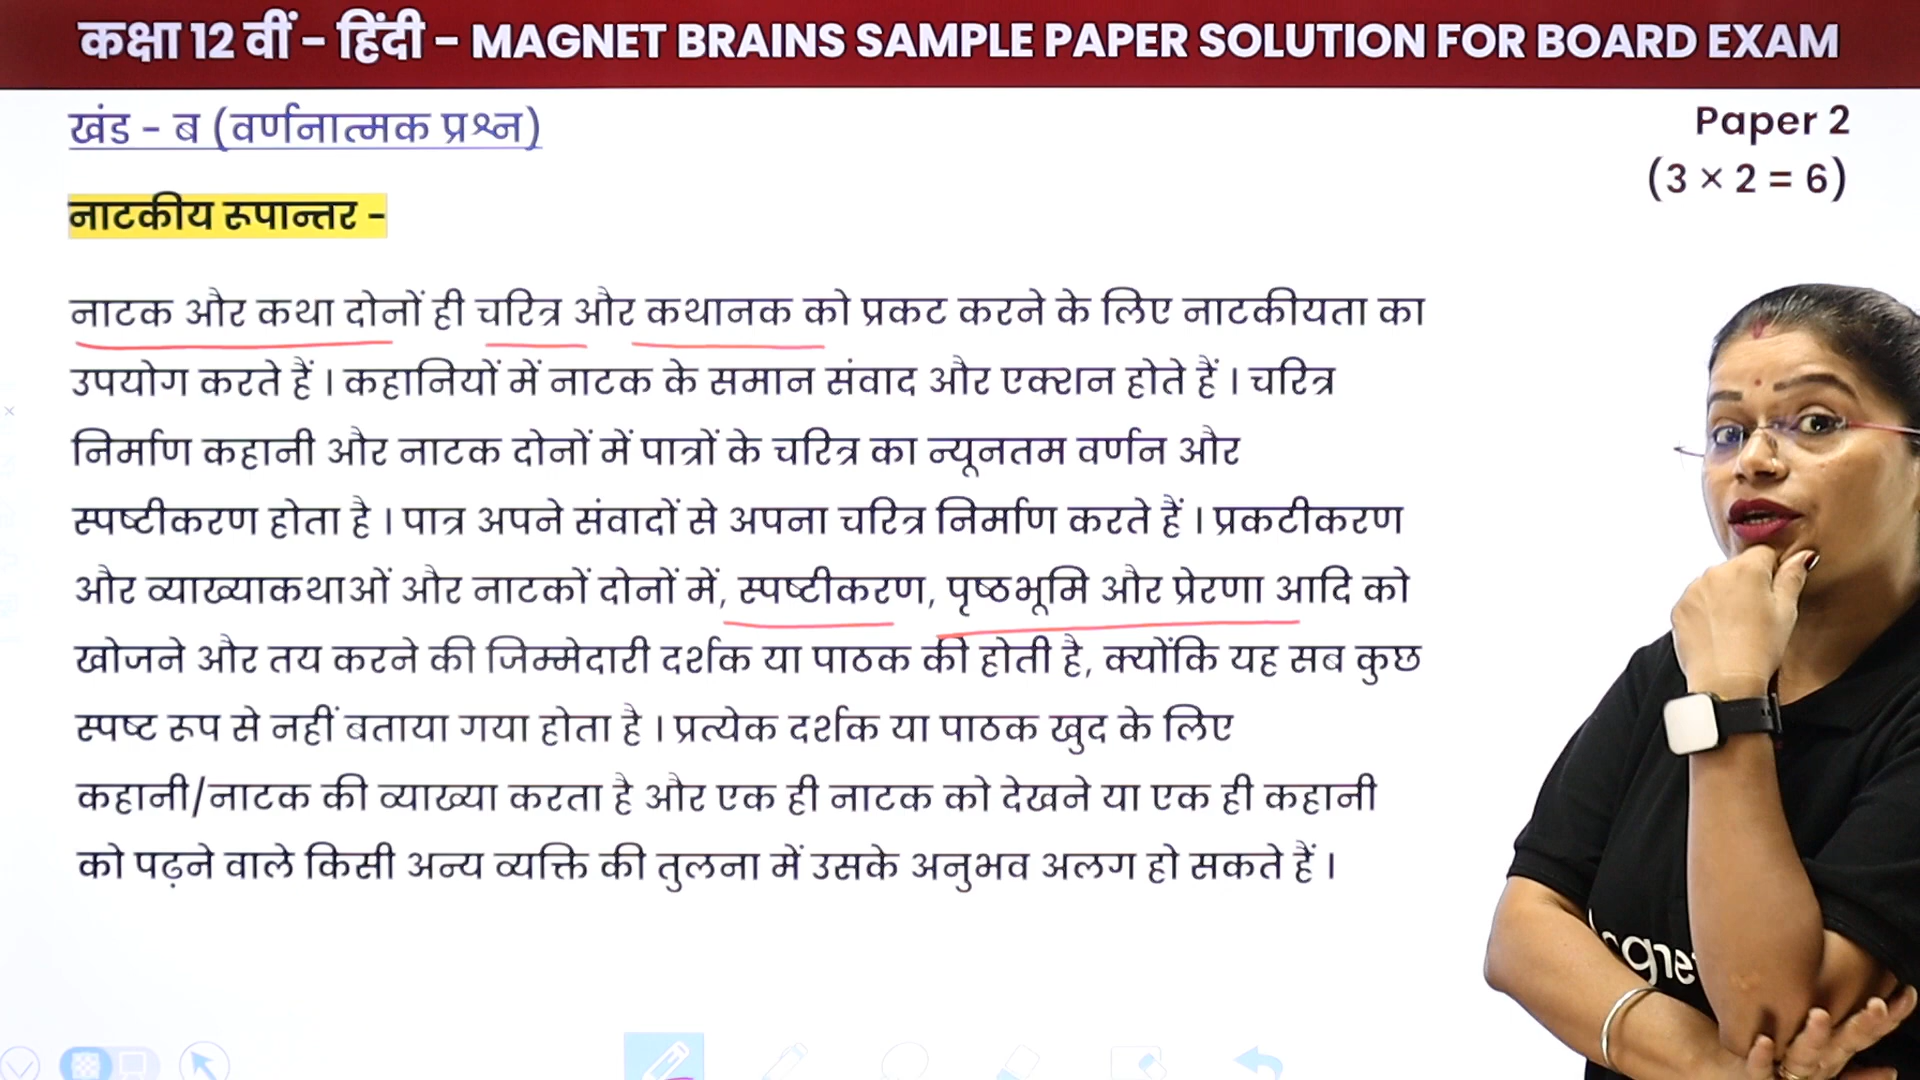 कक्षा 12 वीं – हिंदी – MAGNET BRAINS SAMPLE PAPER SOLUTION FOR BOARD EXAM
खंड - ब (वर्णनात्मक प्रश्न)
Paper 2
(3 × 2 = 6)
नाटकीय रूपान्तर -
नाटक और कथा दोनों ही चरित्र और कथानक को प्रकट करने के लिए नाटकीयता का
उपयोग करते हैं । कहानियों में नाटक के समान संवाद और एक्शन होते हैं । चरित्र
निर्माण कहानी और नाटक दोनों में पात्रों के चरित्र का न्यूनतम वर्णन और
स्पष्टीकरण होता है । पात्र अपने संवादों से अपना चरित्र निर्माण करते हैं । प्रकटीकरण
और व्याख्याकथाओं और नाटकों दोनों में, स्पष्टीकरण, पृष्ठभूमि और प्रेरणा आदि को
खोजने और तय करने की जिम्मेदारी दर्शक या पाठक की होती है, क्योंकि यह सब कुछ
स्पष्ट रूप से नहीं बताया गया होता है । प्रत्येक दर्शक या पाठक खुद के लिए
कहानी/नाटक की व्याख्या करता है और एक ही नाटक को देखने या एक ही कहानी
को पढ़ने वाले किसी अन्य व्यक्ति की तुलना में उसके अनुभव अलग हो सकते हैं ।